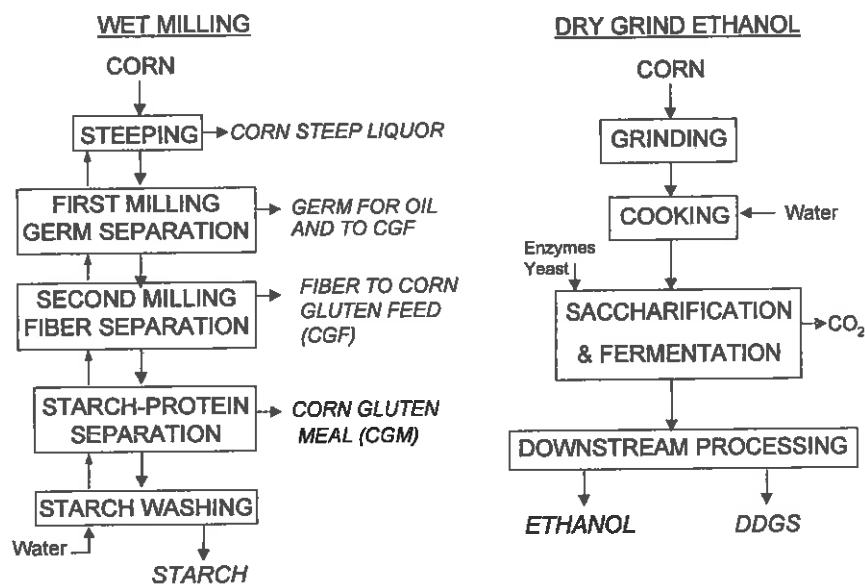 WET MILLING
CORN
STEEPING
CORN STEEP LIQUOR
FIRST MILLING
GERM SEPARATION
GERM FOR OIL
AND TO CGF
SECOND MILLING
FIBER SEPARATION
FIBER TO CORN
GLUTEN FEED
(CGF)
STARCH-PROTEIN
SEPARATION
CORN GLUTEN
MEAL (CGM)
STARCH WASHING
Water
STARCH
DRY GRIND ETHANOL
CORN
GRINDING
COOKING
Water
Enzymes
Yeast
SACCHARIFICATION
& FERMENTATION
CO₂
DOWNSTREAM PROCESSING
ETHANOL
DDGS